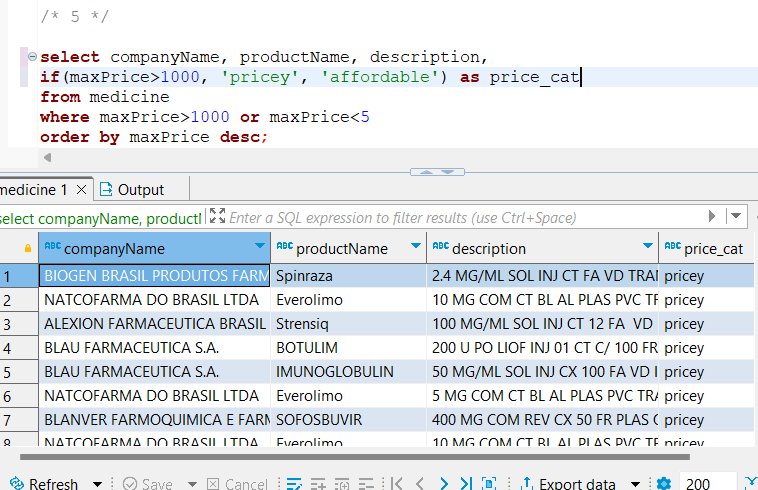 /* 5 */
select companyName, productName, description,
if(maxPrice>1000, 'pricey', 'affordable') as price_cat
from medicine
where maxPrice>1000 or maxPrice<5
order by maxPrice desc;
medicine 1 Output
select companyName, product Enter a SQL expression to filter results (use Ctrl+Space)
ABC companyName ABC productName ABC description ABC price_cat
1 BIOGEN BRASIL PRODUTOS FARM Spinraza 2.4 MG/ML SOL INJ CT FA VD TRAN pricey
2 NATCOFARMA DO BRASIL LTDA Everolimo 10 MG COM CT BL AL PLAS PVC TR pricey
3 ALEXION FARMACEUTICA BRASIL Strensiq 100 MG/ML SOL INJ CT 12 FA VD pricey
4 BLAU FARMACEUTICA S.A. BOTULIM 200 U PO LIOF INJ 01 CT C/ 100 FR pricey
5 BLAU FARMACEUTICA S.A. IMUNOGLOBULIN 50 MG/ML SOL INJ CX 100 FA VD I pricey
6 NATCOFARMA DO BRASIL LTDA Everolimo 5 MG COM CT BL AL PLAS PVC TRA pricey
7 BLANVER FARMOQUIMICA E FARM SOFOSBUVIR 400 MG COM REV CX 50 FR PLAS pricey
8 NATCOFARMA DO BRASIL LTDA Everolimo 10 MG COM CT BL AL PLAS PVC TR pricey
Refresh Save Cancel Export data 200